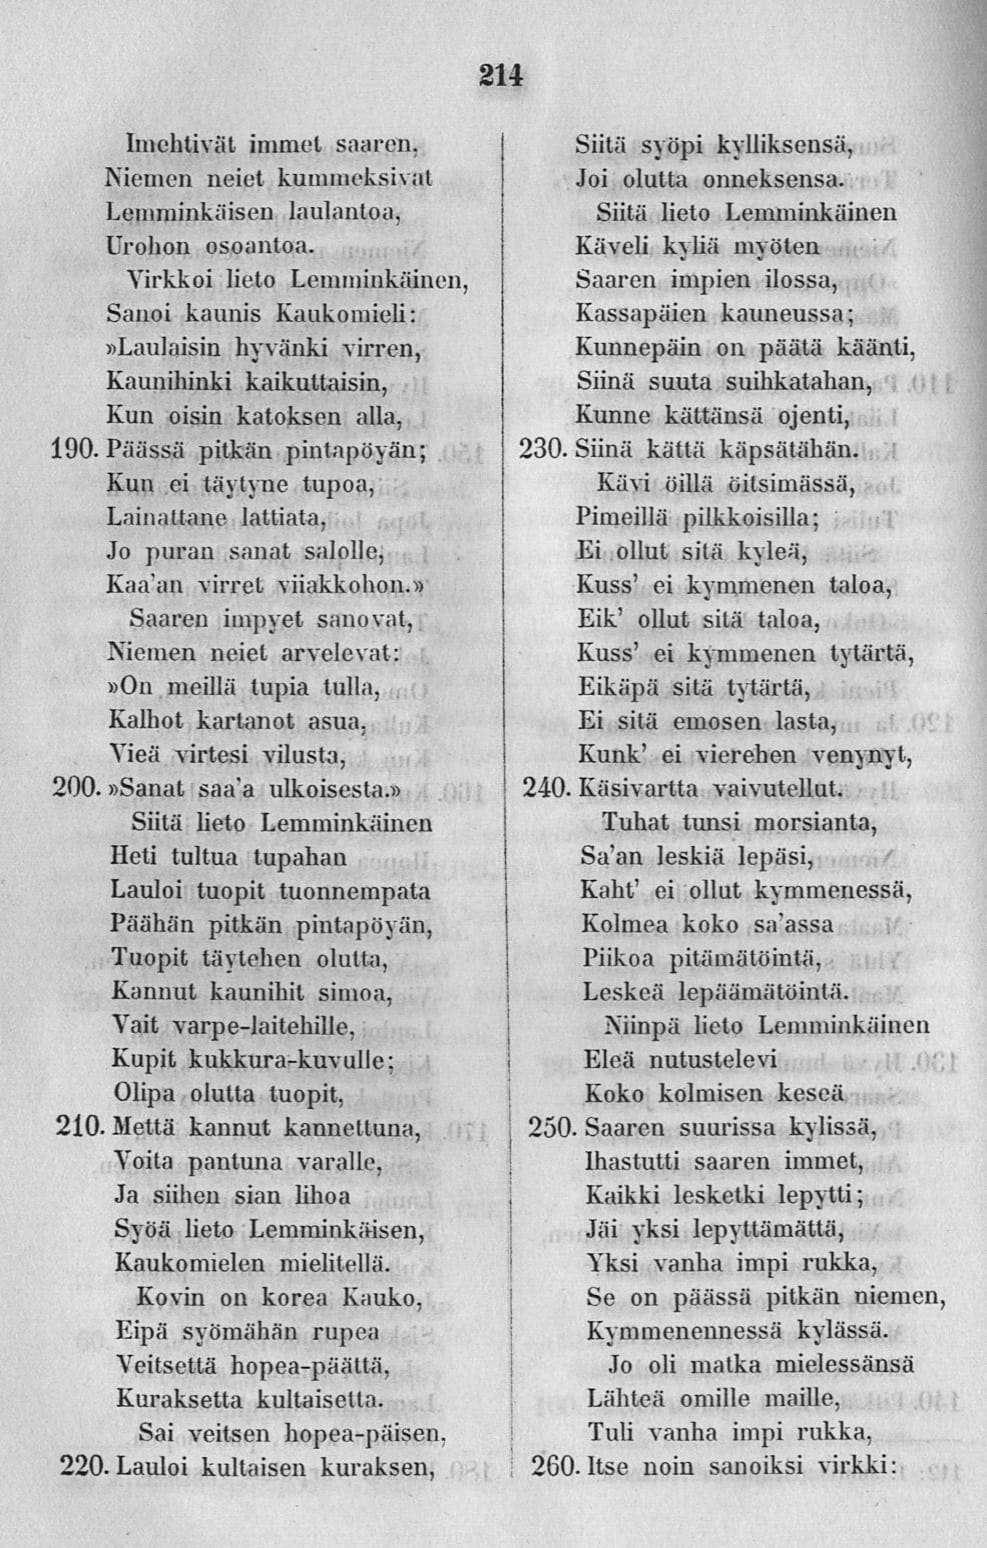 214
Imehtivät immet saaren,
Niemen neiet kummeksivat
Lemminkäisen laulantoa,
Urohon osoantoa.
Virkkoi lieto Lemminkäinen,
Sanoi kaunis Kaukomieli:
»Laulaisin hyvänki virren,
Kaunihinki kaikuttaisin,
Kun oisin katoksen alla,
190. Päässä pitkän pintapöyän;
Kun ei täytyne tupoa,
Lainattane lattiata,
Jo puran sanat salolle,
Kaa'an virret viiakkohon.»
Saaren impyet sanovat,
Niemen neiet arvelevat:
»On meillä tupia tulla,
Kalhot kartanot asua,
Vieä virtesi vilusta,
200. »Sanat saa'a ulkoisesta.»
Siitä lieto Lemminkäinen
Heti tultua tupahan
Lauloi tuopit tuonnempata
Päähän pitkän pintapöyän,
Tuopit täytehen olutta,
Kannut kaunihit simoa,
Vait varpe-laitehille,
Kupit kukkura-kuvulle;
Olipa olutta tuopit,
210. Mettä kannut kannettuna,
Voita pantuna varalle,
Ja siihen sian lihoa
Syöä lieto Lemminkäisen,
Kaukomielen mielitellä.
Kovin on korea Kauko,
Eipä syömähän rupea
Veitsettä hopea-päättä,
Kuraksetta kultaisetta.
Sai veitsen hopea-päisen,
220. Lauloi kultaisen kuraksen,
Siitä syöpi kylliksensä,
Joi olutta onneksensa.
Siitä lieto Lemminkäinen
Käveli kyliä myöten
Saaren impien ilossa,
Kassapäien kauneussa;
Kunnepäin on päätä käänti,
Siinä suuta suihkatahan,
Kunne kättänsä ojenti,
230. Siinä kättä käpsätähän.
Kävi öillä öitsimässä,
Pimeillä pilkkoisilla;
Ei ollut sitä kyleä,
Kuss' ei kymmenen taloa,
Eik' ollut sitä taloa,
Kuss' ei kymmenen tytärtä,
Eikäpä sitä tytärtä,
Ei sitä emosen lasta,
Kunk' ei vierehen venynyt,
240. Käsivartta vaivutellut.
Tuhat tunsi morsianta,
Sa'an leskiä lepäsi,
Kaht' ei ollut kymmenessä,
Kolmea koko sa'assa
Piikoa pitämätöintä,
Leskeä lepäämätöintä.
Niinpä lieto Lemminkäinen
Eleä nutustelevi
Koko kolmisen keseä
250. Saaren suurissa kylissä,
Ihastutti saaren immet,
Kaikki lesketki lepytti;
Jäi yksi lepyttämättä,
Yksi vanha impi rukka,
Se on päässä pitkän niemen,
Kymmenennessä kylässä.
Jo oli matka mielessänsä
Lähteä omille maille,
Tuli vanha impi rukka,
260. Itse noin sanoiksi virkki: